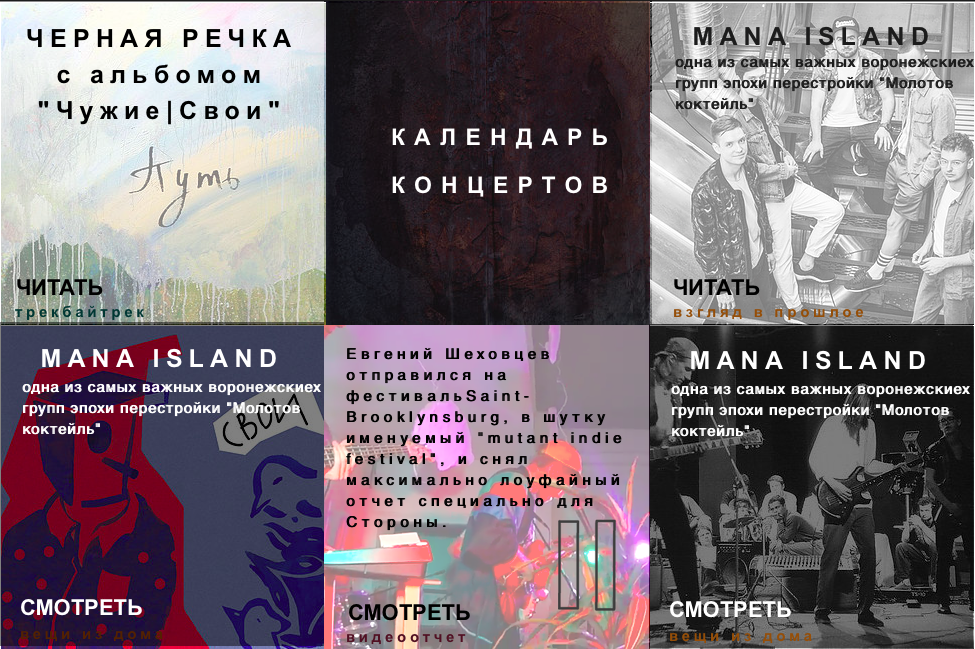 ЧЕРНАЯ РЕЧКА
с альбомом
"Чужие|Свои"
Путь
ЧИТАТЬ
трекбайтрек
КАЛЕНДАРЬ
КОНЦЕРТОВ
MANA ISLAND
одна из самых важных воронежскиех
групп эпохи перестройки "Молотов
коктейль"
ЧИТАТЬ
взгляд в прошлое
MANA ISLAND
одна из самых важных воронежскиех
групп эпохи перестройки "Молотов
коктейль"
СВОИ
СМОТРЕТЬ
вещи из дома
Евгений Шеховцев
отправился на
фестивальSaint-
Brooklynsburg, в шутку
именуемый "mutant indie
festival", и снял
максимально лоуфайный
отчет специально для
Стороны.
СМОТРЕТЬ
видеоотчет
MANA ISLAND
одна из самых важных воронежскиех
групп эпохи перестройки "Молотов
коктейль"
СМОТРЕТЬ
вещи из дома